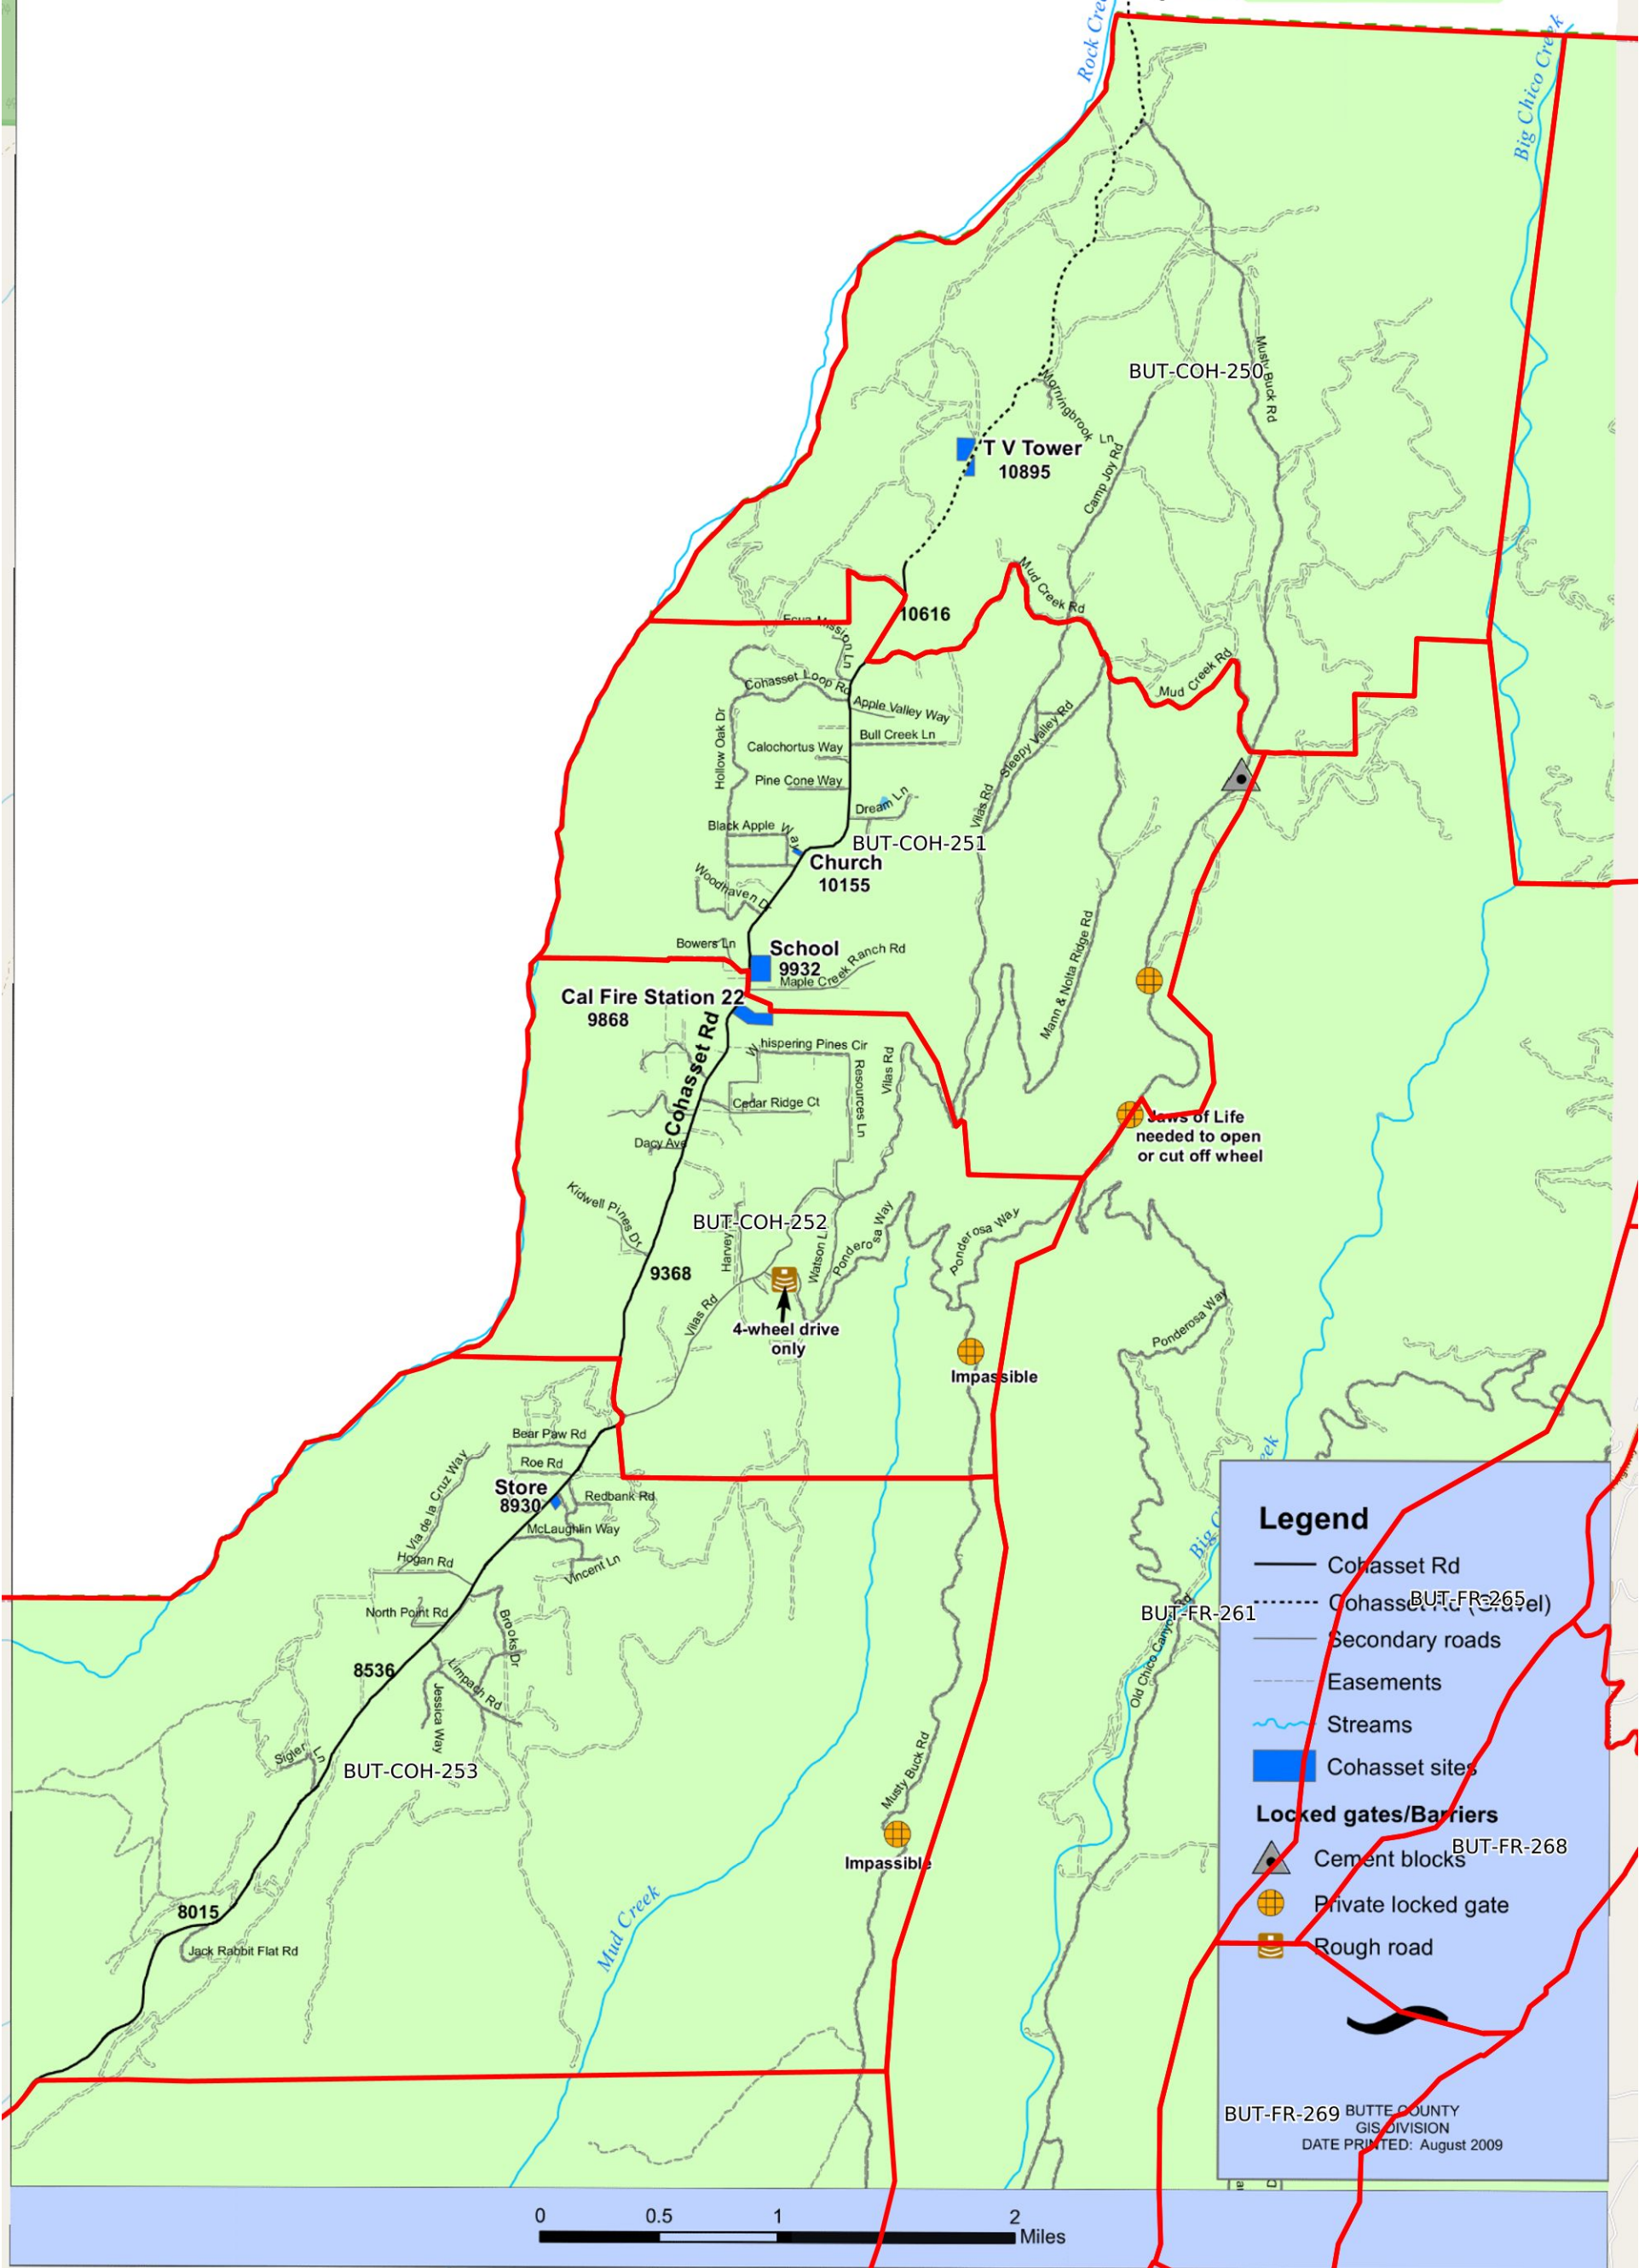 Rock Cree
Big Chico Creek
BUT-COH-250
Musty Buck Rd
Morningbrook
Ln
T V Tower
10895
Camp Joy Rd
Mud Creek Rd
10616
Mission Ln
Mud Creek Rd
Cohasset Loop Rd
Apple Valley Way
Hollow Oak Dr
Bull Creek Ln
Calochortus Way
Sleepy Valley Rd
Pine Cone Way
Dream Ln
Vilas Rd
Black Apple Way
BUT-COH-251
Church
10155
Woodhaven Dr
Mann & Nolta Ridge Rd
Bowers Ln
School
9932
Maple Creek Ranch Rd
Cal Fire Station 22
9868
Cohasset Rd
Whispering Pines Cir
Resources Ln
Vilas Rd
Cedar Ridge Ct
Dacy Ave
Jaws of Life
needed to open
or cut off wheel
Kidwell Pines Dr
BUT-COH-252
Harvey
Watson L
Ponderosa Way
Ponderosa Way
9368
Vilas Rd
4-wheel drive
only
Ponderosa Way
Impassible
Bear Paw Rd
Roe Rd
Via de la Cruz Way
Store
8930
Redbank Rd
McLaughlin Way
Hogan Rd
Vincent Ln
North Point Rd
Brooks Dr
8536
Limpach Rd
Jessica Way
Sigler Ln
BUT-COH-253
Big C
eek
BUT-FR-261
Old Chico Canyon Rd
Musty Buck Rd
Impassible
Mud Creek
8015
Jack Rabbit Flat Rd
Legend
Cohasset Rd
Cohasset Rd (Gravel)
BUT-FR-265
Secondary roads
Easements
Streams
Cohasset sites
Locked gates/Barriers
BUT-FR-268
Cement blocks
Private locked gate
Rough road
BUT-FR-269
BUTTE COUNTY
GIS DIVISION
DATE PRINTED: August 2009
0 0.5 1 2
Miles